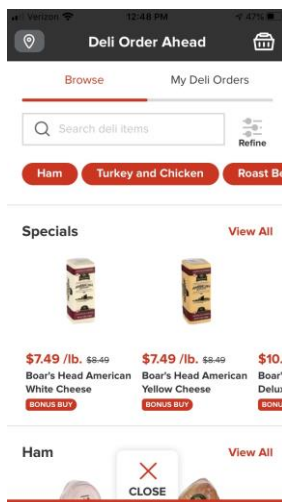 Verizon 12:48 PM 47%
Deli Order Ahead
Browse My Deli Orders
Search deli items
Refine
Ham Turkey and Chicken Roast Be
Specials View All
$7.49 /lb. $8.49 $7.49 /lb. $8.49 $10.
Boar's Head American Boar's Head American Boar'
White Cheese Yellow Cheese Delu
BONUS BUY BONUS BUY BONU
Ham View All
CLOSE